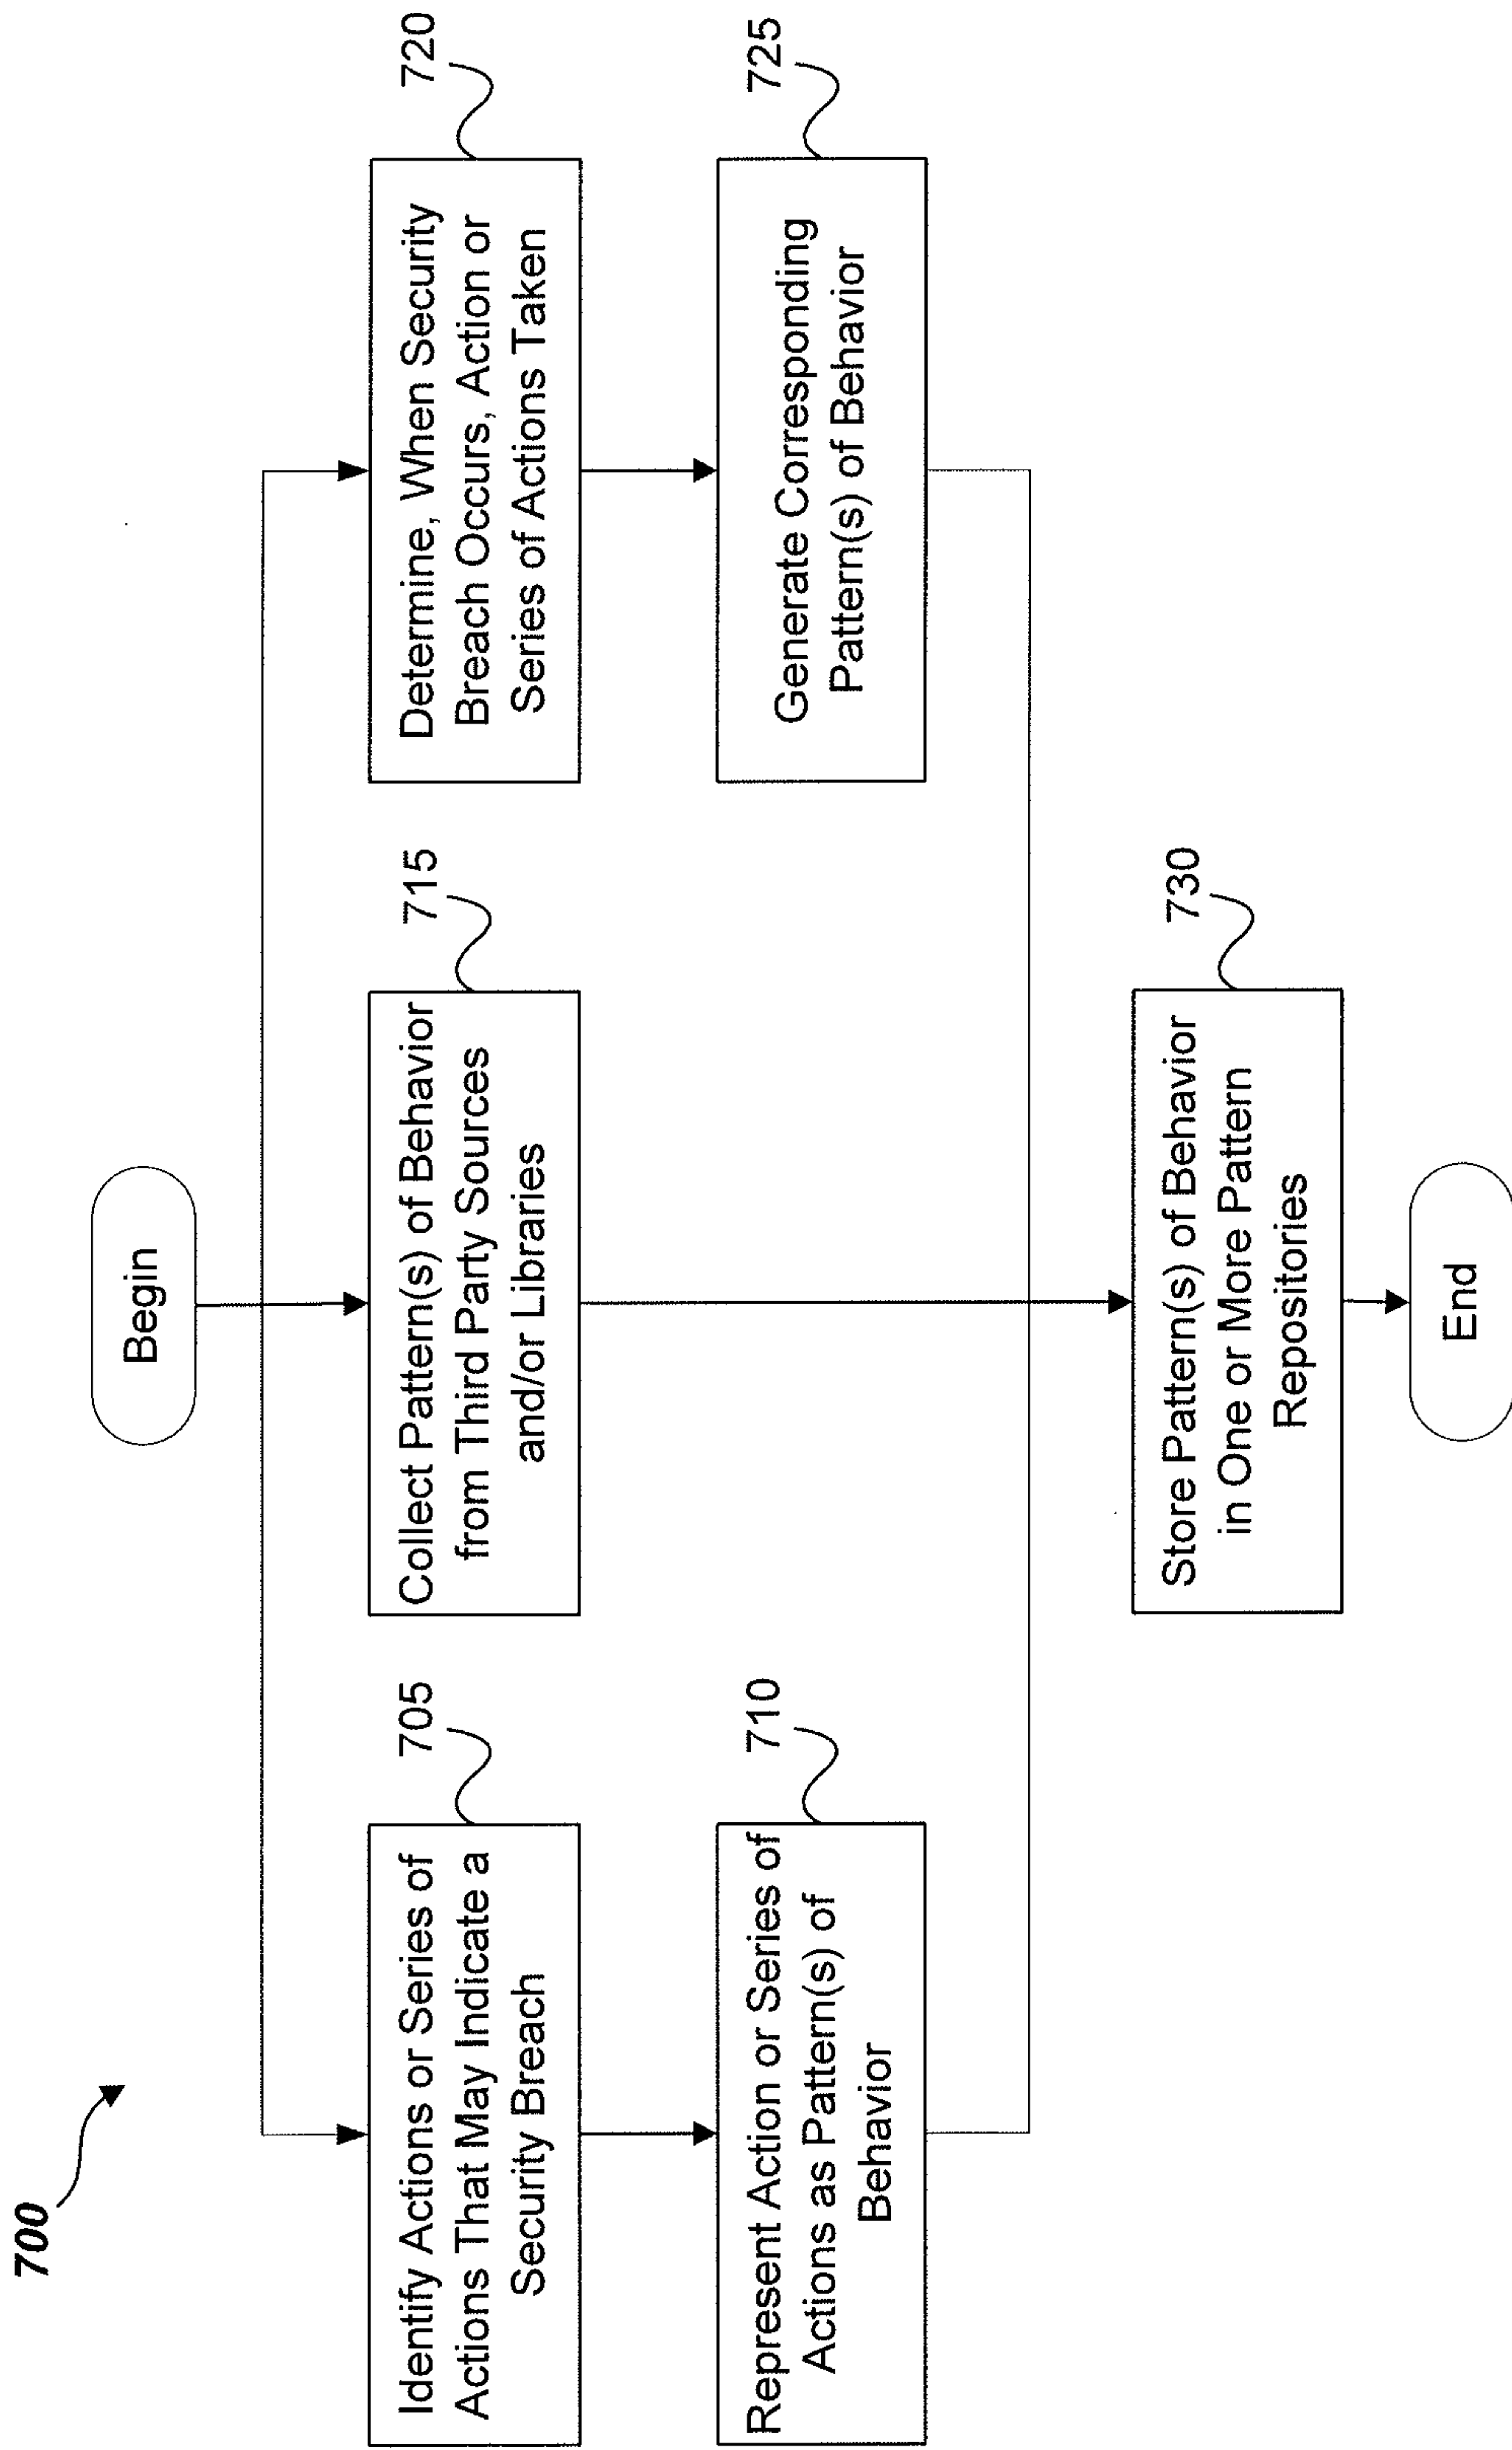 700
Begin
705
Identify Actions or Series of
Actions That May Indicate a
Security Breach
715
Collect Pattern(s) of Behavior
from Third Party Sources
and/or Libraries
720
Determine, When Security
Breach Occurs, Action or
Series of Actions Taken
710
Represent Action or Series of
Actions as Pattern(s) of
Behavior
725
Generate Corresponding
Pattern(s) of Behavior
730
Store Pattern(s) of Behavior
in One or More Pattern
Repositories
End